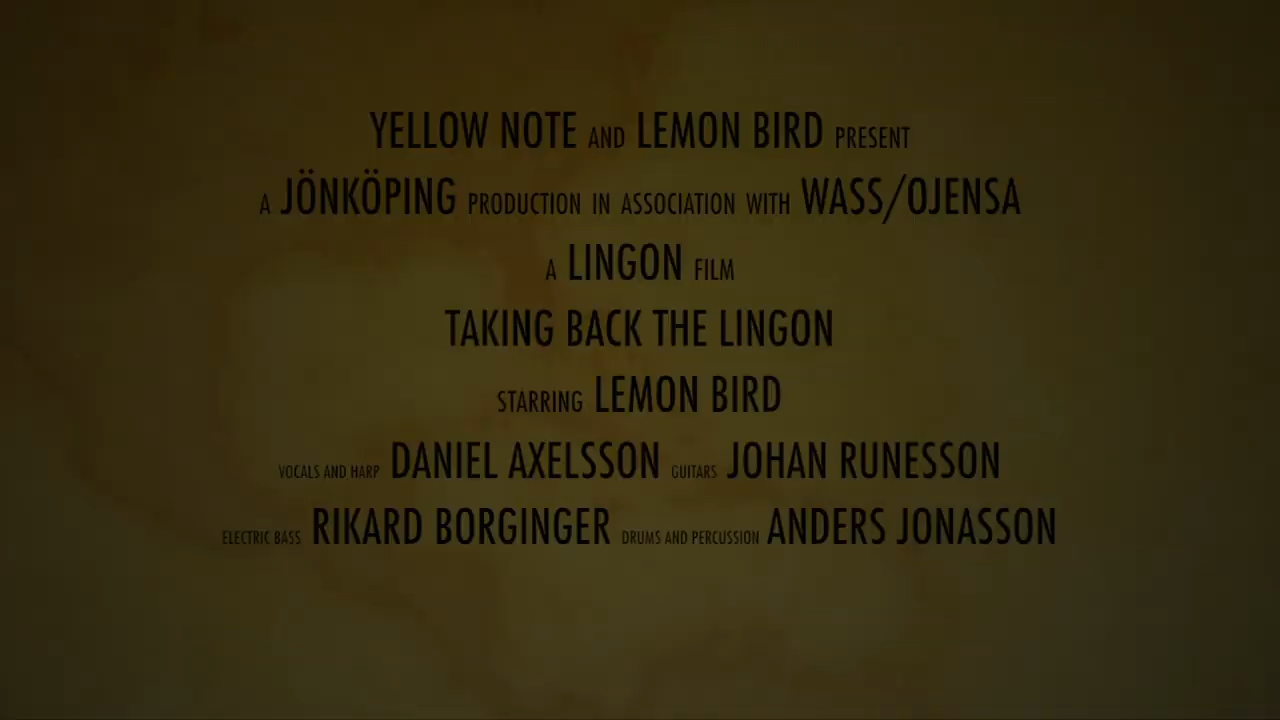 YELLOW NOTE AND LEMON BIRD PRESENT
A JÖNKÖPING PRODUCTION IN ASSOCIATION WITH WASS/OJENSA
A LINGON FILM
TAKING BACK THE LINGON
STARRING LEMON BIRD
VOCALS AND HARP DANIEL AXELSSON GUITARS JOHAN RUNESSON
ELECTRIC BASS RIKARD BORGINGER DRUMS AND PERCUSSION ANDERS JONASSON